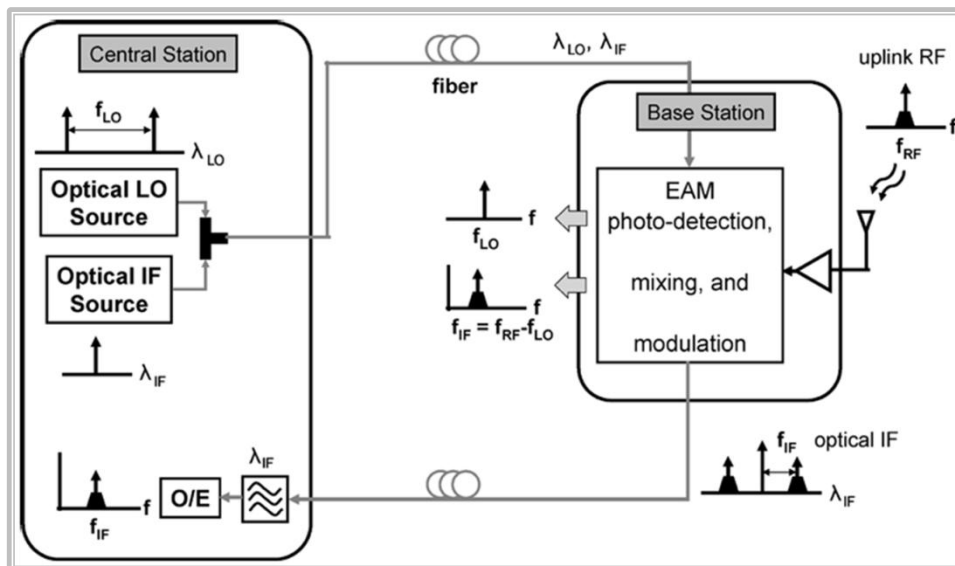 Central Station
f_LO
λ_LO
Optical LO
Source
Optical IF
Source
λ_IF
f
f_IF
O/E
λ_IF
fiber
λ_LO, λ_IF
Base Station
EAM
photo-detection,
mixing, and
modulation
f
f_LO
f
f_IF = f_RF-f_LO
uplink RF
f
f_RF
f_IF
optical IF
λ_IF